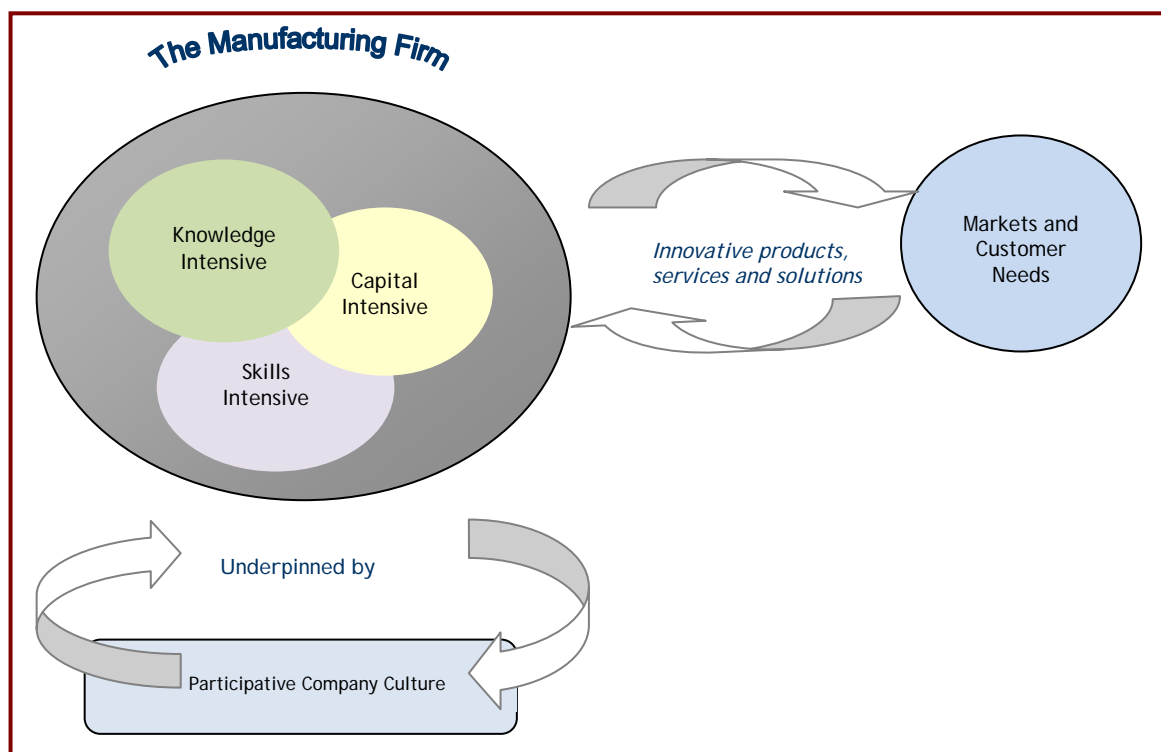 The Manufacturing Firm
Knowledge
Intensive
Capital
Intensive
Skills
Intensive
Innovative products,
services and solutions
Markets and
Customer
Needs
Underpinned by
Participative Company Culture